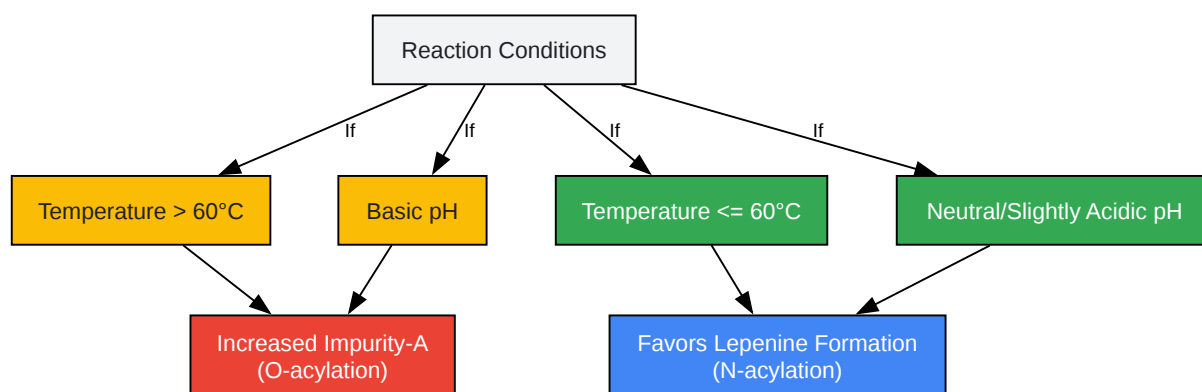 Reaction Conditions
If
If
If
If
Temperature > 60°C
Basic pH
Temperature <= 60°C
Neutral/Slightly Acidic pH
Increased Impurity-A
(O-acylation)
Favors Lepenine Formation
(N-acylation)